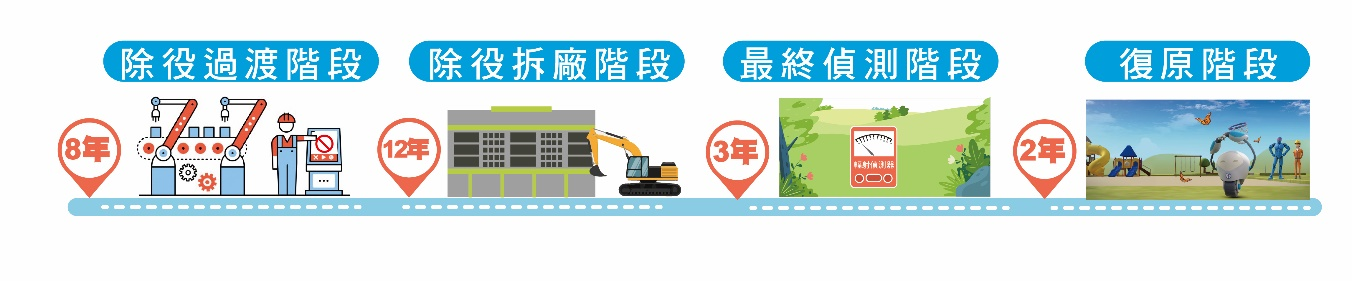 除役過渡階段
除役拆廠階段
最終偵測階段
復原階段
8年
12年
3年
2年